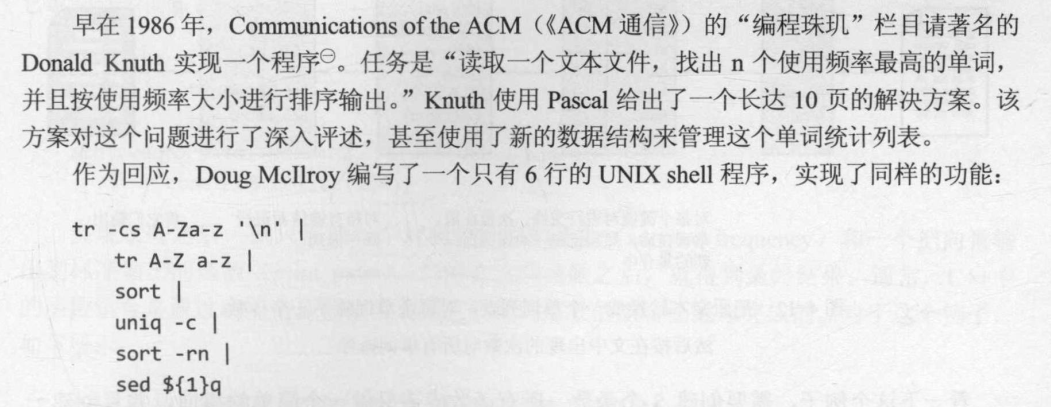 早在 1986 年，Communications of the ACM（《ACM 通信》）的“编程珠玑”栏目请著名的
Donald Knuth 实现一个程序㊀。任务是“读取一个文本文件，找出 n 个使用频率最高的单词，
并且按使用频率大小进行排序输出。” Knuth 使用 Pascal 给出了一个长达 10 页的解决方案。该
方案对这个问题进行了深入评述，甚至使用了新的数据结构来管理这个单词统计列表。
作为回应，Doug McIlroy 编写了一个只有 6 行的 UNIX shell 程序，实现了同样的功能：
tr -cs A-Za-z '\n' |
tr A-Z a-z |
sort |
uniq -c |
sort -rn |
sed ${1}q